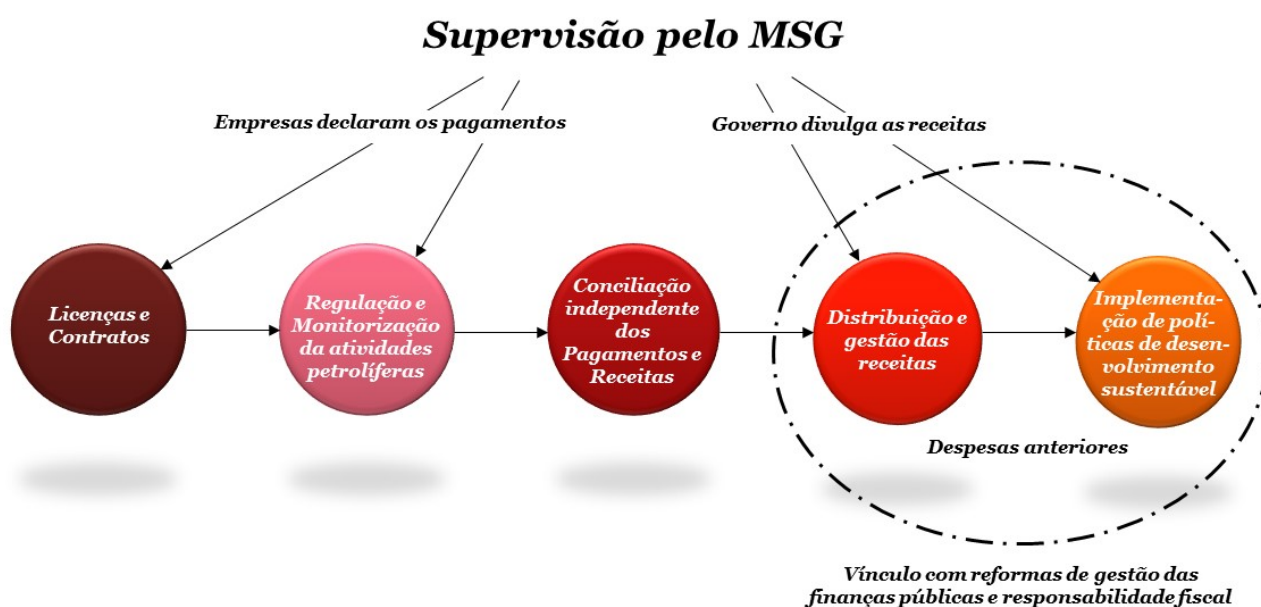 Supervisão pelo MSG
Empresas declaram os pagamentos
Governo divulga as receitas
Licenças e
Contratos
Regulação e
Monitorização
da atividades
petrolíferas
Conciliação
independente
dos
Pagamentos e
Receitas
Distribuição e
gestão das
receitas
Implementa-
ção de polí-
ticas de desen-
volvimento
sustentável
Despesas anteriores
Vínculo com reformas de gestão das
finanças públicas e responsabilidade fiscal